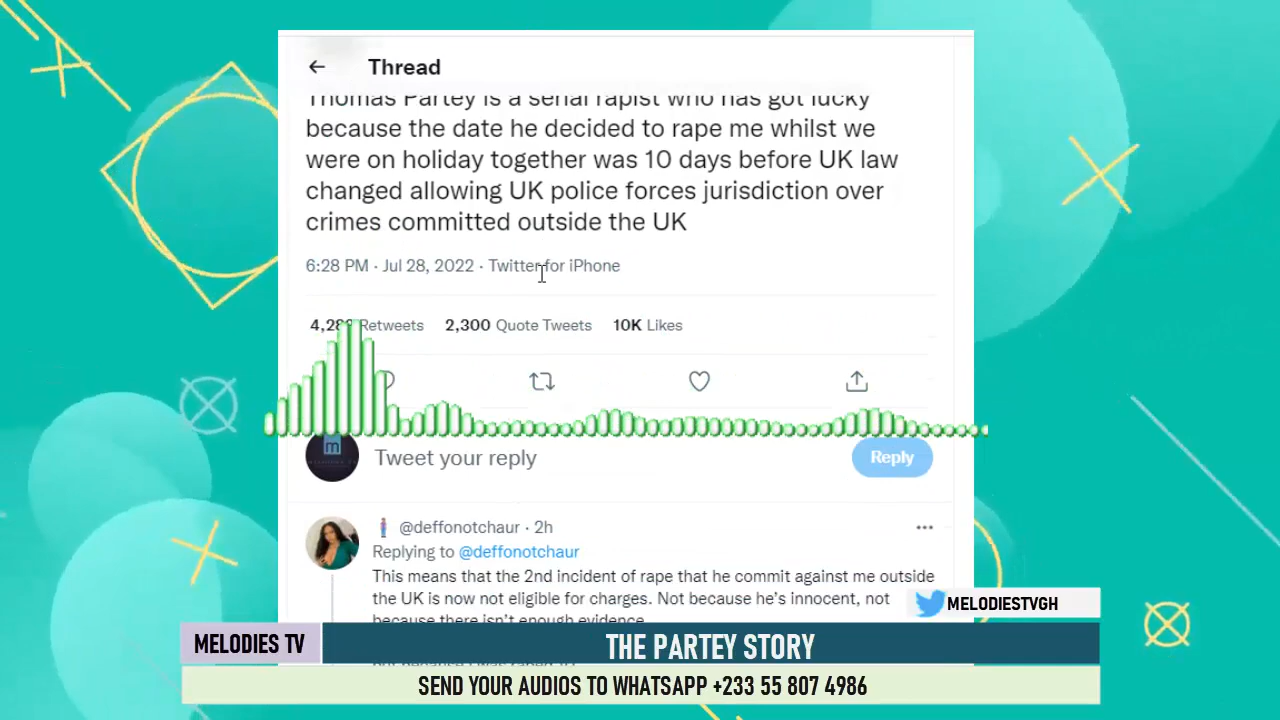 Thread
Thomas Partey is a serial rapist who has got lucky
because the date he decided to rape me whilst we
were on holiday together was 10 days before UK law
changed allowing UK police forces jurisdiction over
crimes committed outside the UK
6:28 PM · Jul 28, 2022 · Twitter for iPhone
Retweets 2,300 Quote Tweets 10K Likes
m
Tweet your reply
Reply
@deffonotchaur · 2h
Replying to @deffonotchaur
This means that the 2nd incident of rape that he commit against me outside
the UK is now not eligible for charges. Not because he's innocent, not
because there isn't enough evidence
MELODIESTVGH
MELODIES TV
THE PARTEY STORY
SEND YOUR AUDIOS TO WHATSAPP +233 55 807 4986